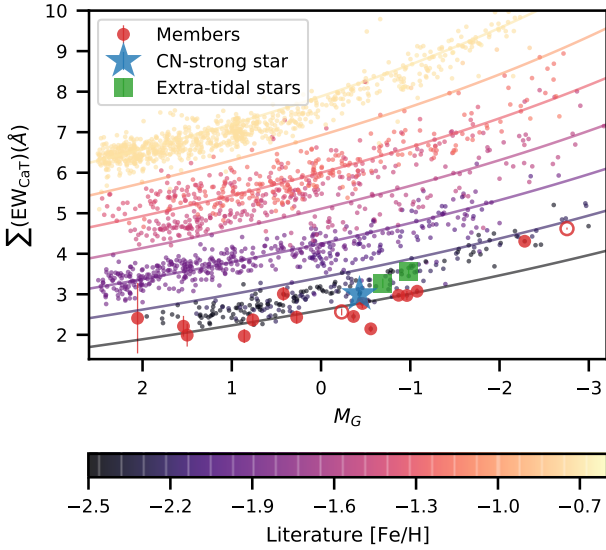 10
9
8
7
6
5
4
3
2
∑(EW_CaT)(Å)
Members
CN-strong star
Extra-tidal stars
2 1 0 −1 −2 −3
M_G
−2.5 −2.2 −1.9 −1.6 −1.3 −1.0 −0.7
Literature [Fe/H]